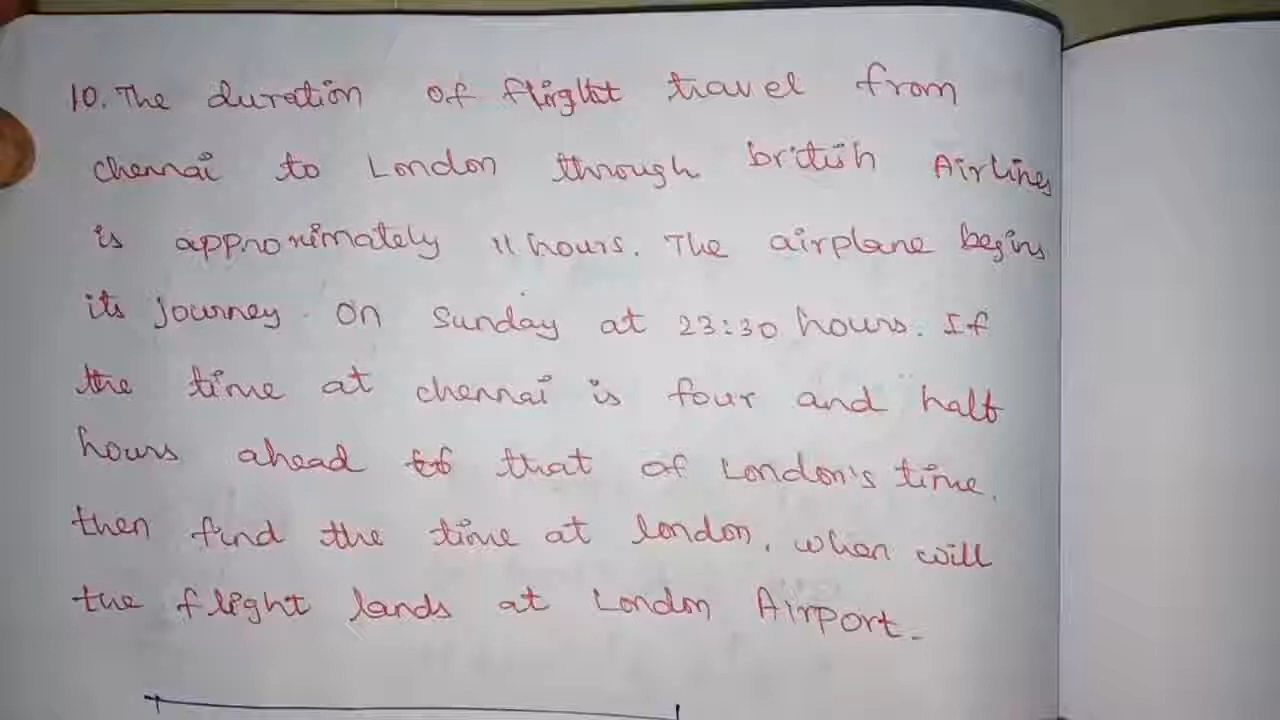 10. The duration of flight travel from
chennai to London through british Airlines
is approximately 11 hours. The airplane begins
its journey on Sunday at 23:30 hours. If
the time at chennai is four and half
hours ahead to that of London's time.
then find the time at london, when will
the flight lands at London Airport.